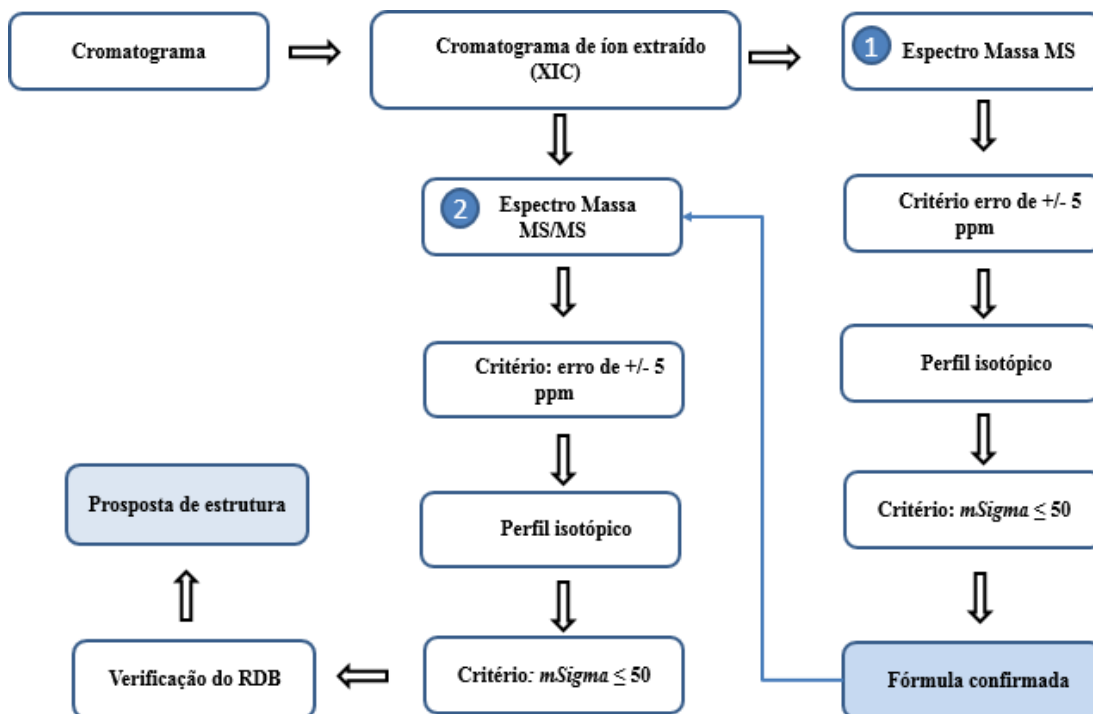 Cromatograma
Cromatograma de íon extraído
(XIC)
1
Espectro Massa MS
Critério erro de +/- 5
ppm
Perfil isotópico
Critério: mSigma ≤ 50
Fórmula confirmada
2
Espectro Massa
MS/MS
Critério: erro de +/- 5
ppm
Perfil isotópico
Critério: mSigma ≤ 50
Verificação do RDB
Prosposta de estrutura